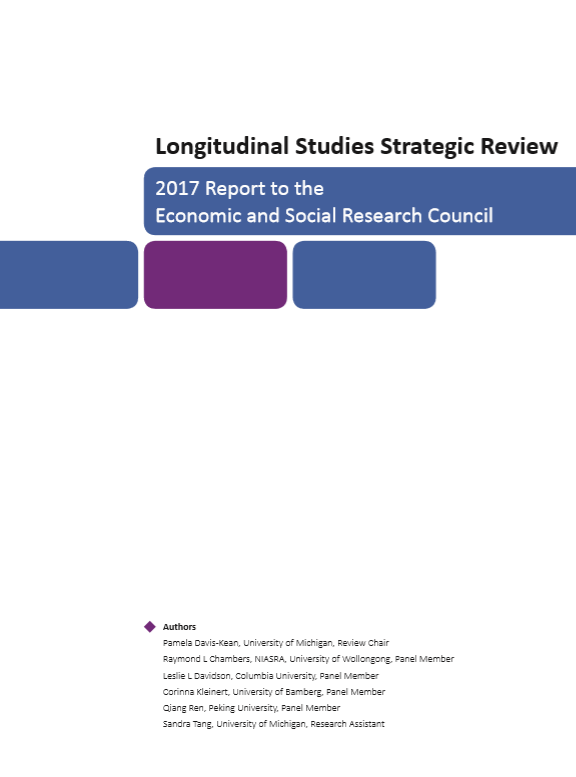 Longitudinal Studies Strategic Review
2017 Report to the
Economic and Social Research Council
Authors
Pamela Davis-Kean, University of Michigan, Review Chair
Raymond L Chambers, NIASRA, University of Wollongong, Panel Member
Leslie L Davidson, Columbia University, Panel Member
Corinna Kleinert, University of Bamberg, Panel Member
Qiang Ren, Peking University, Panel Member
Sandra Tang, University of Michigan, Research Assistant